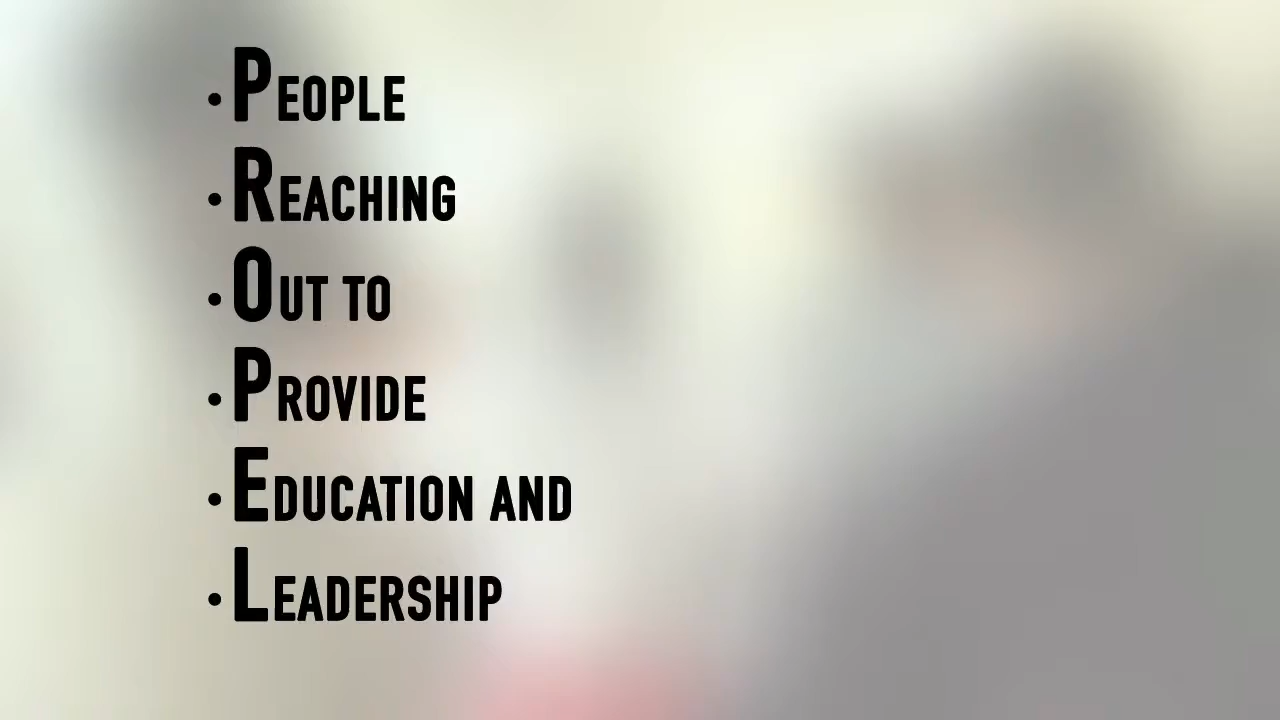 • PEOPLE
• REACHING
• OUT TO
• PROVIDE
• EDUCATION AND
• LEADERSHIP